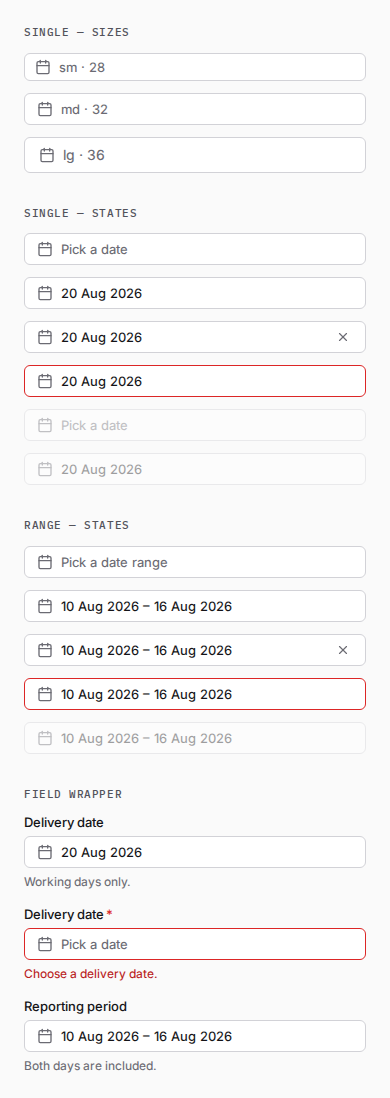 SINGLE — SIZES
sm · 28
md · 32
lg · 36
SINGLE — STATES
Pick a date
20 Aug 2026
20 Aug 2026
20 Aug 2026
Pick a date
20 Aug 2026
RANGE — STATES
Pick a date range
10 Aug 2026 – 16 Aug 2026
10 Aug 2026 – 16 Aug 2026
10 Aug 2026 – 16 Aug 2026
10 Aug 2026 – 16 Aug 2026
FIELD WRAPPER
Delivery date
20 Aug 2026
Working days only.
Delivery date *
Pick a date
Choose a delivery date.
Reporting period
10 Aug 2026 – 16 Aug 2026
Both days are included.